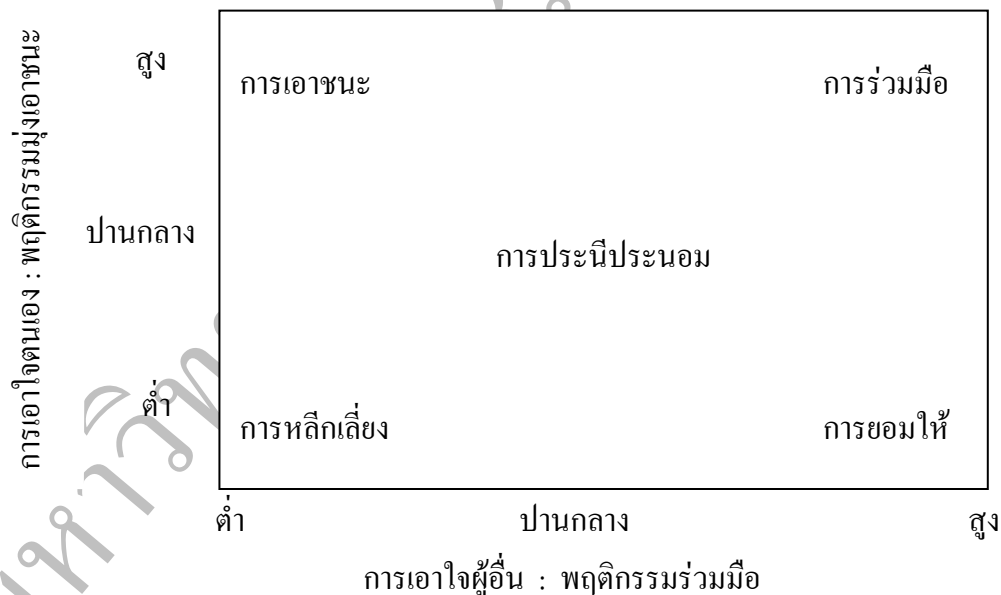 การเอาใจตนเอง : พฤติกรรมมุ่งเอาชนะ
สูง
การเอาชนะ การร่วมมือ
ปานกลาง
การประนีประนอม
ต่ำ
การหลีกเลี่ยง การยอมให้
ต่ำ ปานกลาง สูง
การเอาใจผู้อื่น : พฤติกรรมร่วมมือ